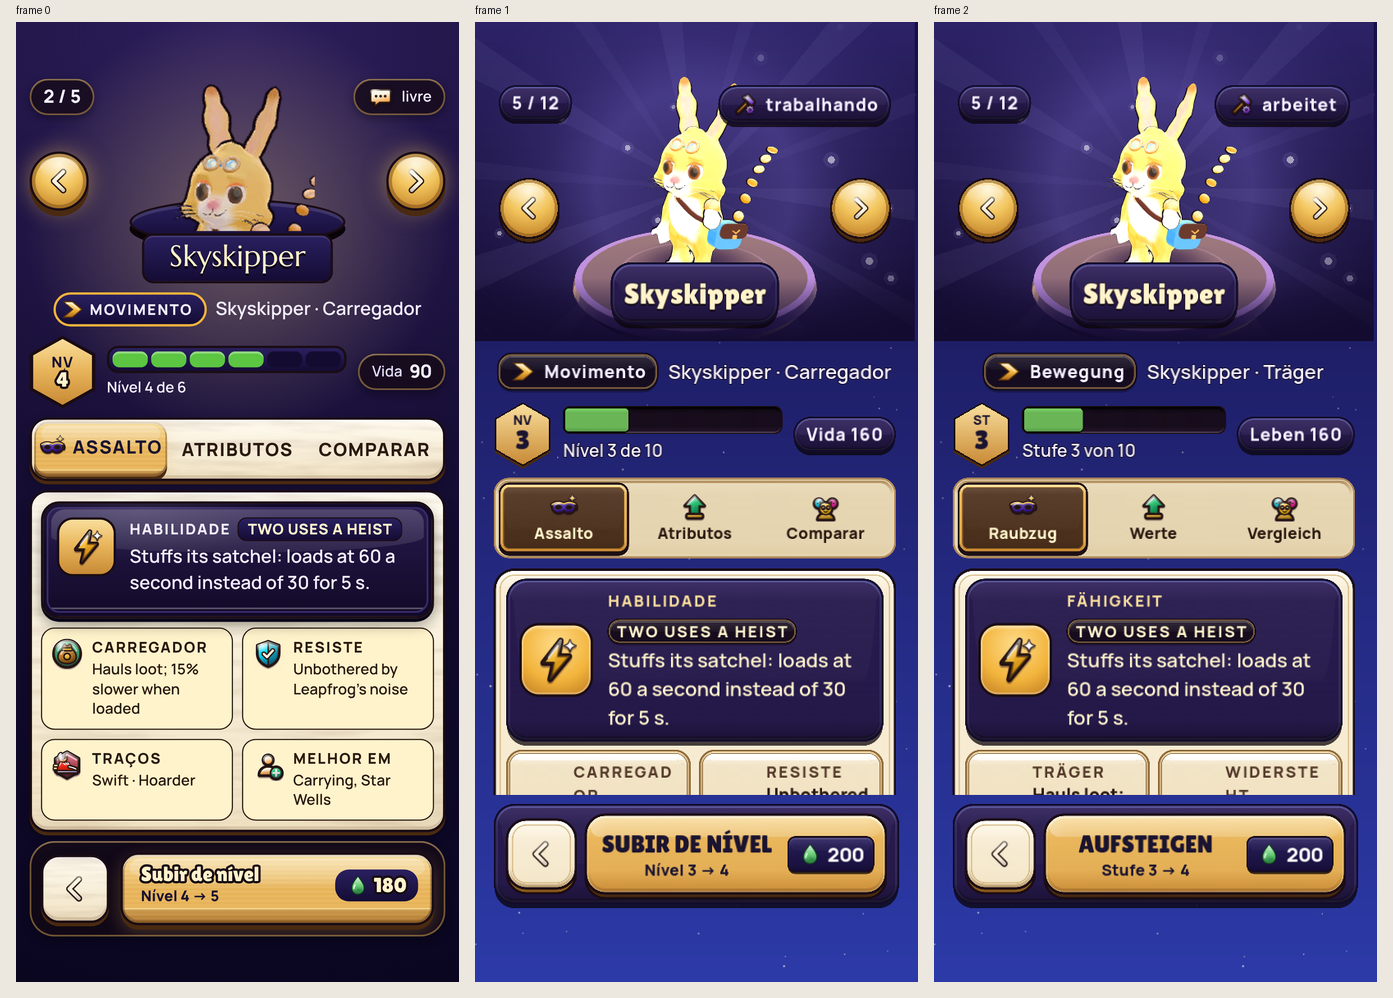 frame 0
2 / 5
livre
Skyskipper
MOVIMENTO
Skyskipper · Carregador
NV
4
Nível 4 de 6
Vida 90
ASSALTO
ATRIBUTOS
COMPARAR
HABILIDADE
TWO USES A HEIST
Stuffs its satchel: loads at 60 a
second instead of 30 for 5 s.
CARREGADOR
Hauls loot; 15%
slower when
loaded
RESISTE
Unbothered by
Leapfrog's noise
TRAÇOS
Swift · Hoarder
MELHOR EM
Carrying, Star
Wells
Subir de nível
Nível 4 → 5
180
frame 1
5 / 12
trabalhando
Skyskipper
Movimento
Skyskipper · Carregador
NV
3
Nível 3 de 10
Vida 160
Assalto
Atributos
Comparar
HABILIDADE
TWO USES A HEIST
Stuffs its satchel: loads at
60 a second instead of 30
for 5 s.
CARREGAD
OR
RESISTE
Unbothered
SUBIR DE NÍVEL
Nível 3 → 4
200
frame 2
5 / 12
arbeitet
Skyskipper
Bewegung
Skyskipper · Träger
ST
3
Stufe 3 von 10
Leben 160
Raubzug
Werte
Vergleich
FÄHIGKEIT
TWO USES A HEIST
Stuffs its satchel: loads at
60 a second instead of 30
for 5 s.
TRÄGER
Hauls loot;
WIDERSTE
HT
AUFSTEIGEN
Stufe 3 → 4
200